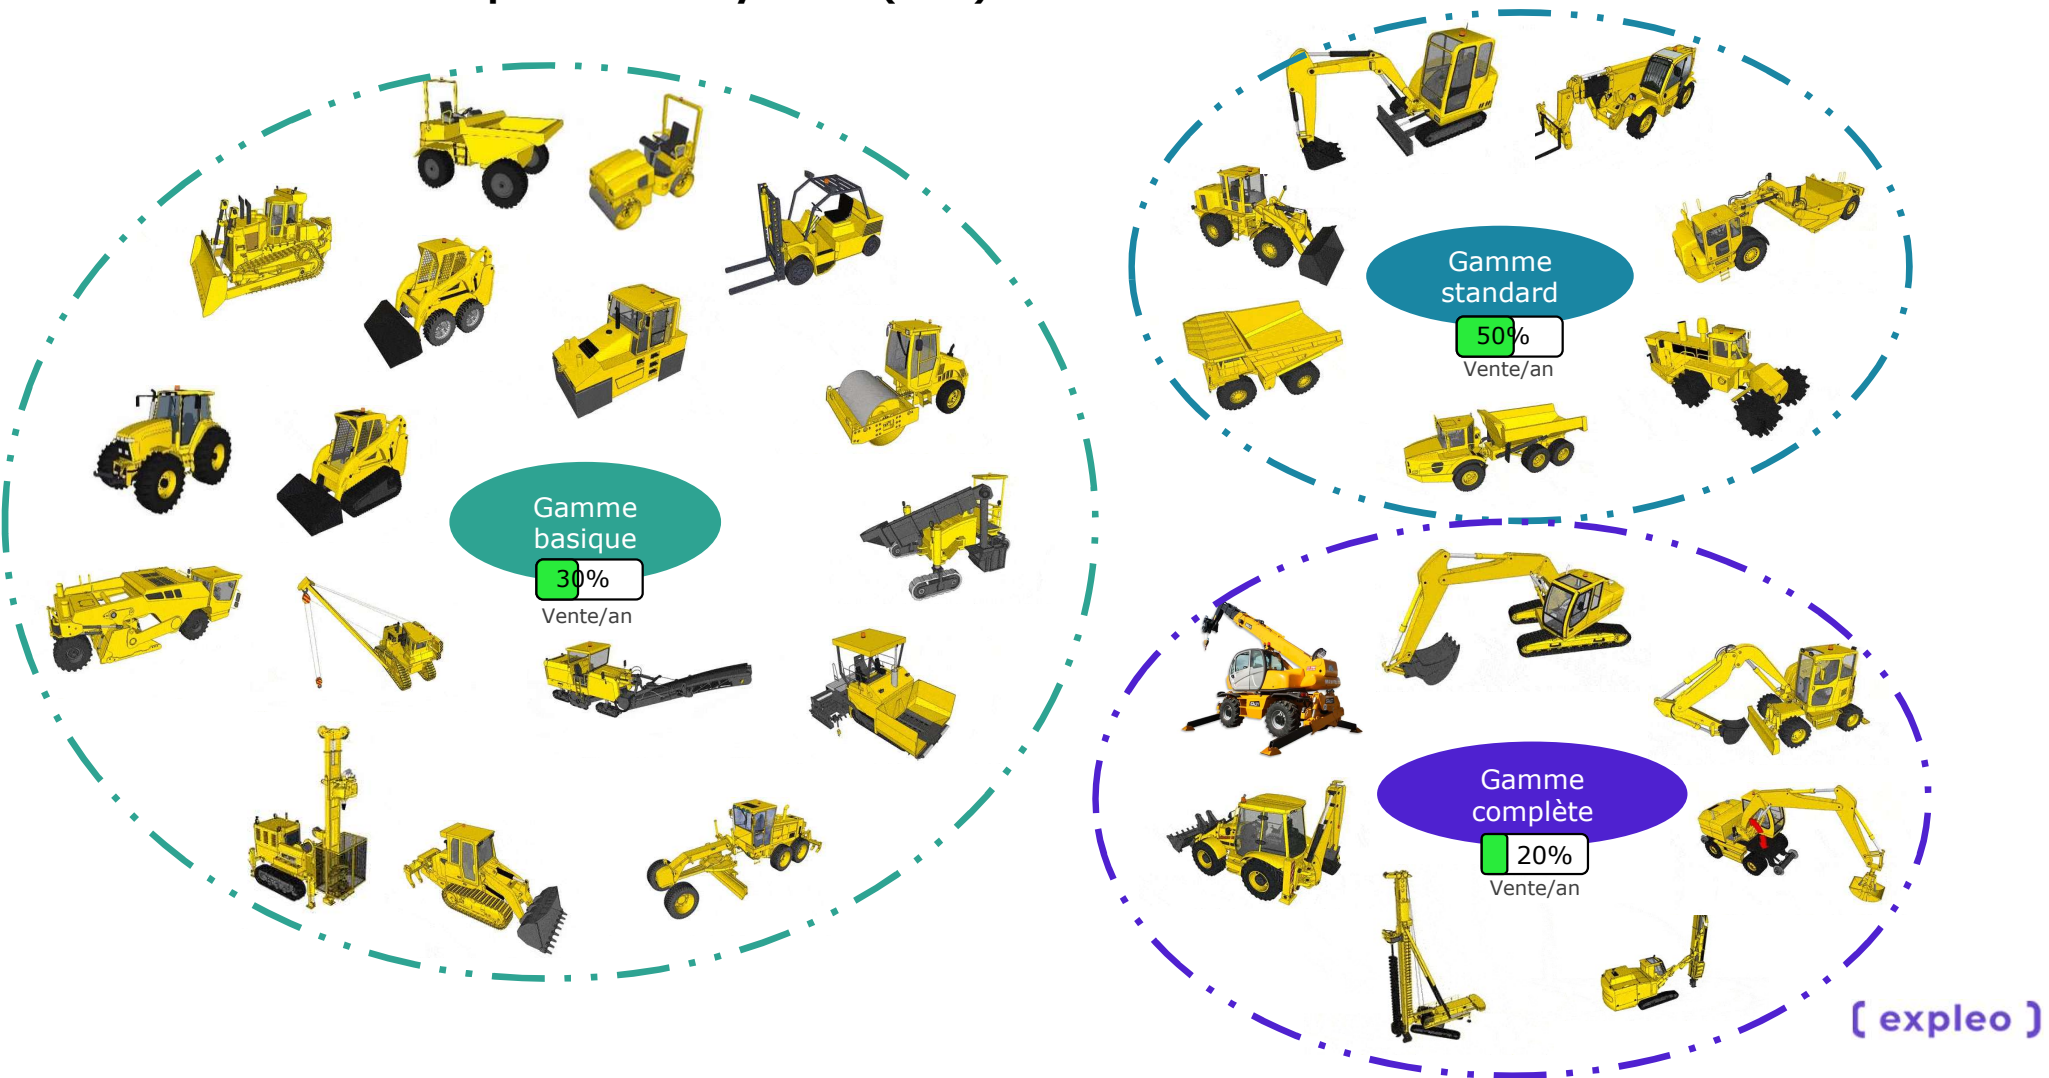 Gamme
basique
30%
Vente/an
Gamme
standard
50%
Vente/an
Gamme
complète
20%
Vente/an
[ expleo ]